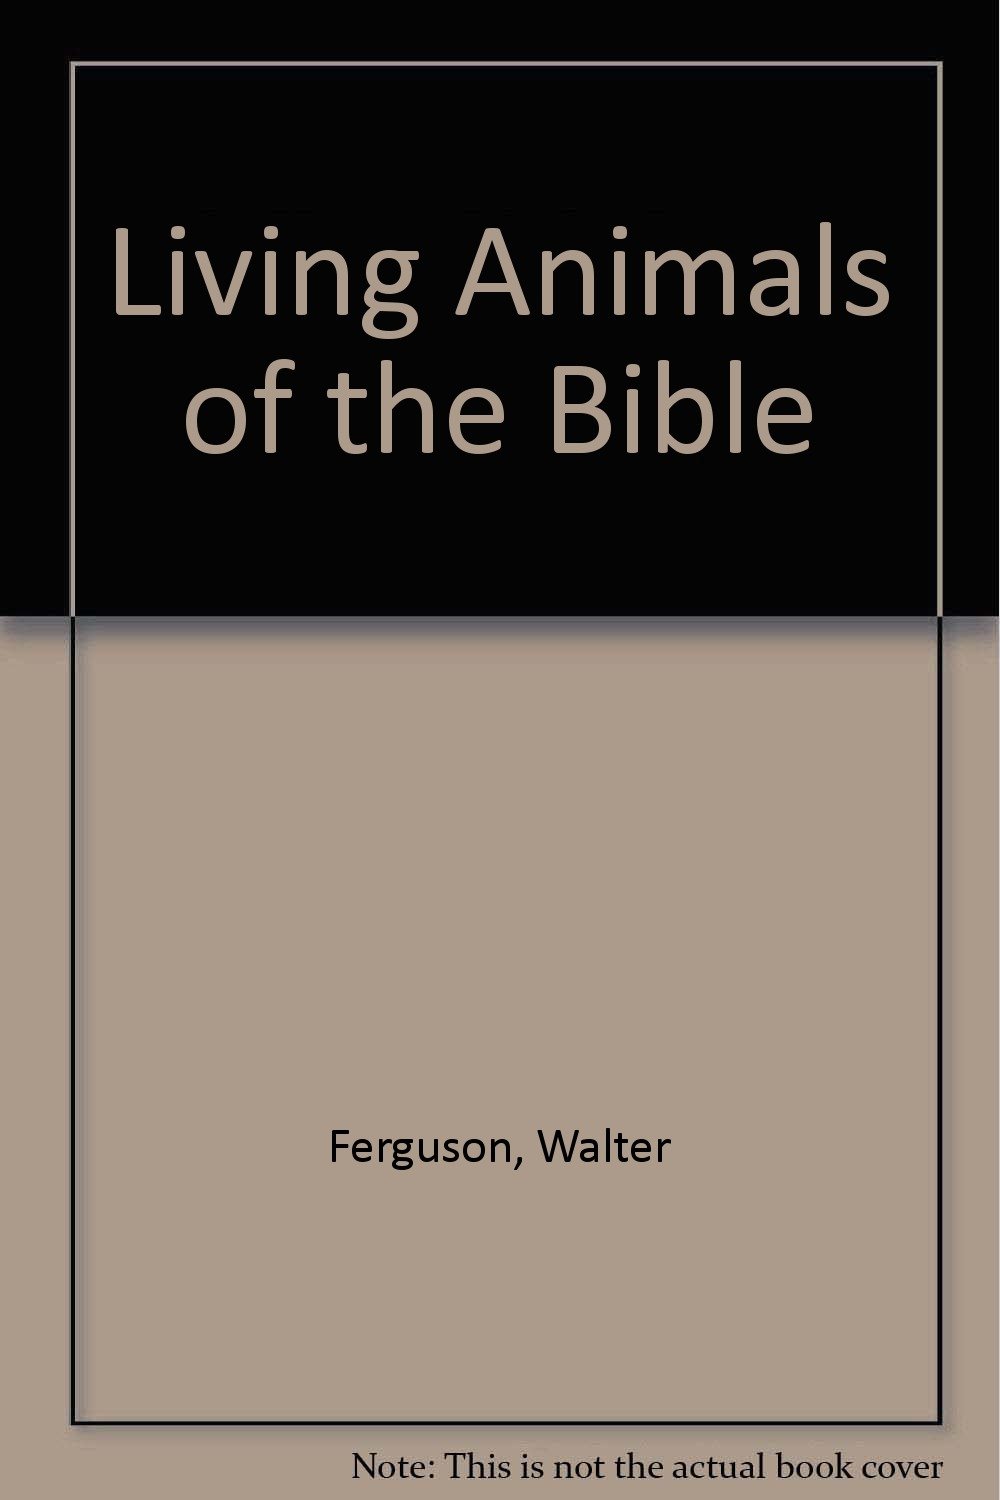 Living Animals
of the Bible
Ferguson, Walter
Note: This is not the actual book cover